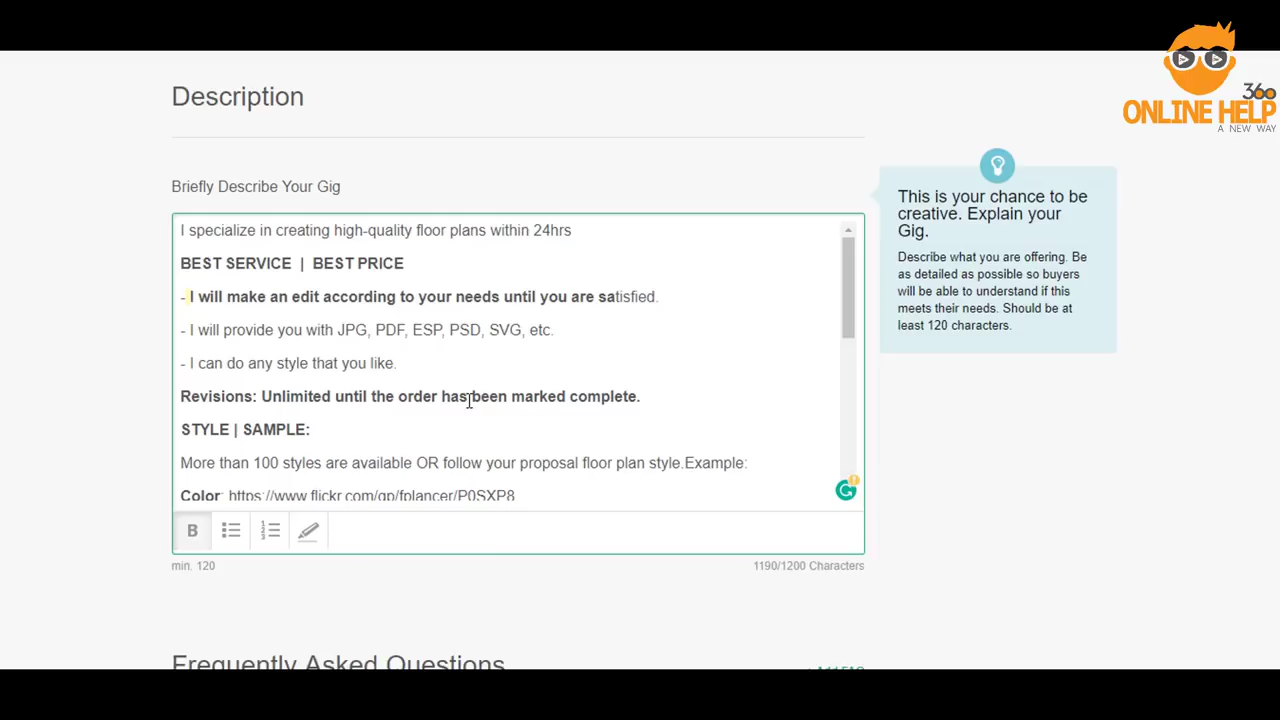 360
ONLINE HELP
A NEW WAY
Description
Briefly Describe Your Gig
I specialize in creating high-quality floor plans within 24hrs
BEST SERVICE | BEST PRICE
- I will make an edit according to your needs until you are satisfied.
- I will provide you with JPG, PDF, ESP, PSD, SVG, etc.
- I can do any style that you like.
Revisions: Unlimited until the order has been marked complete.
STYLE | SAMPLE:
More than 100 styles are available OR follow your proposal floor plan style.Example:
Color: https://www.flickr.com/gp/folancer/P0SXP8
B
min. 120
1190/1200 Characters
This is your chance to be
creative. Explain your
Gig.
Describe what you are offering. Be
as detailed as possible so buyers
will be able to understand if this
meets their needs. Should be at
least 120 characters.
Frequently Asked Questions